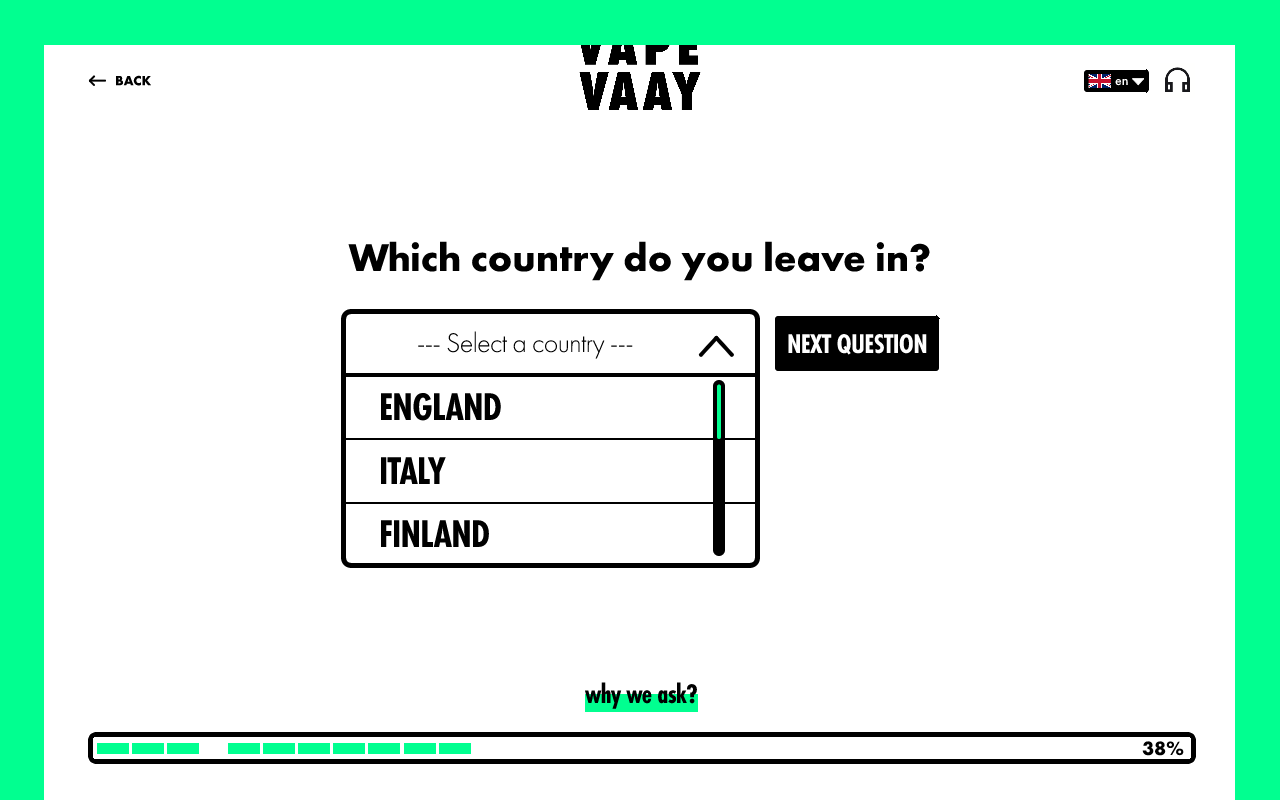 VAPE
VAAY
BACK
en
Which country do you leave in?
--- Select a country ---
NEXT QUESTION
ENGLAND
ITALY
FINLAND
why we ask?
38%